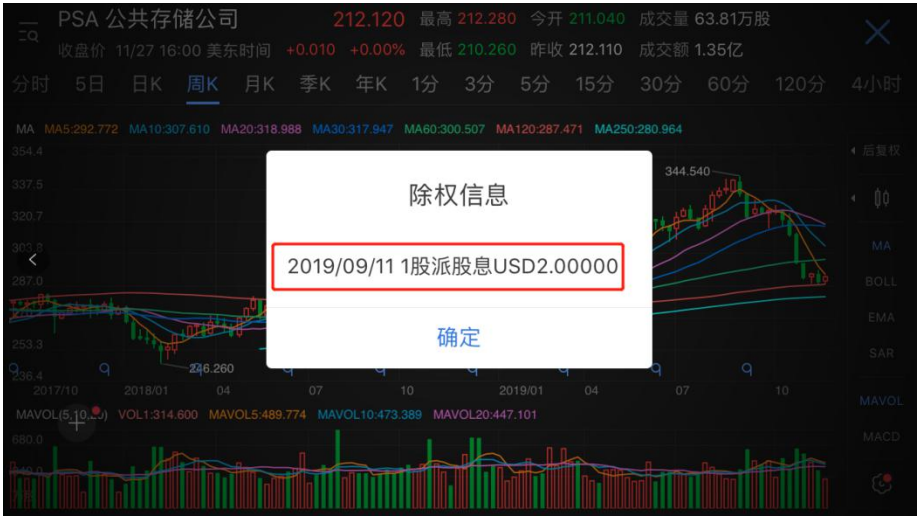 PSA 公共存储公司 212.120 最高 212.280 今开 211.040 成交量 63.81万股
收盘价 11/27 16:00 美东时间 +0.010 +0.00% 最低 210.260 昨收 212.110 成交额 1.35亿
分时 5日 日K 周K 月K 季K 年K 1分 3分 5分 15分 30分 60分 120分 4小时
MA MA5:292.772 MA10:307.610 MA20:318.988 MA30:317.947 MA60:300.507 MA120:287.471 MA250:280.964
354.4
后复权
344.540
337.5
除权信息
320.7
303.8
MA
2019/09/11 1股派股息USD2.00000
287.0
BOLL
EMA
确定
253.3
SAR
246.260
236.4
2017/10 2018/01 04 07 10 2019/01 04 07 10
MAVOL
MAVOL(5,10,20) VOL1:314.600 MAVOL5:489.774 MAVOL10:473.389 MAVOL20:447.101
680.0
MACD